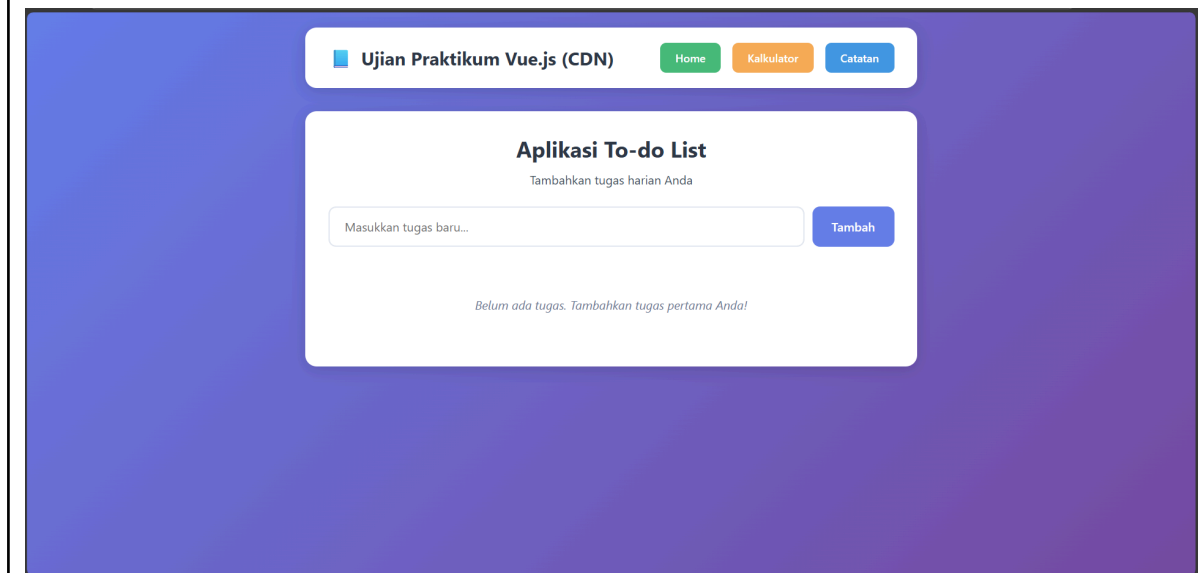 📘 Ujian Praktikum Vue.js (CDN)
Home
Kalkulator
Catatan
Aplikasi To-do List
Tambahkan tugas harian Anda
Masukkan tugas baru...
Tambah
Belum ada tugas. Tambahkan tugas pertama Anda!